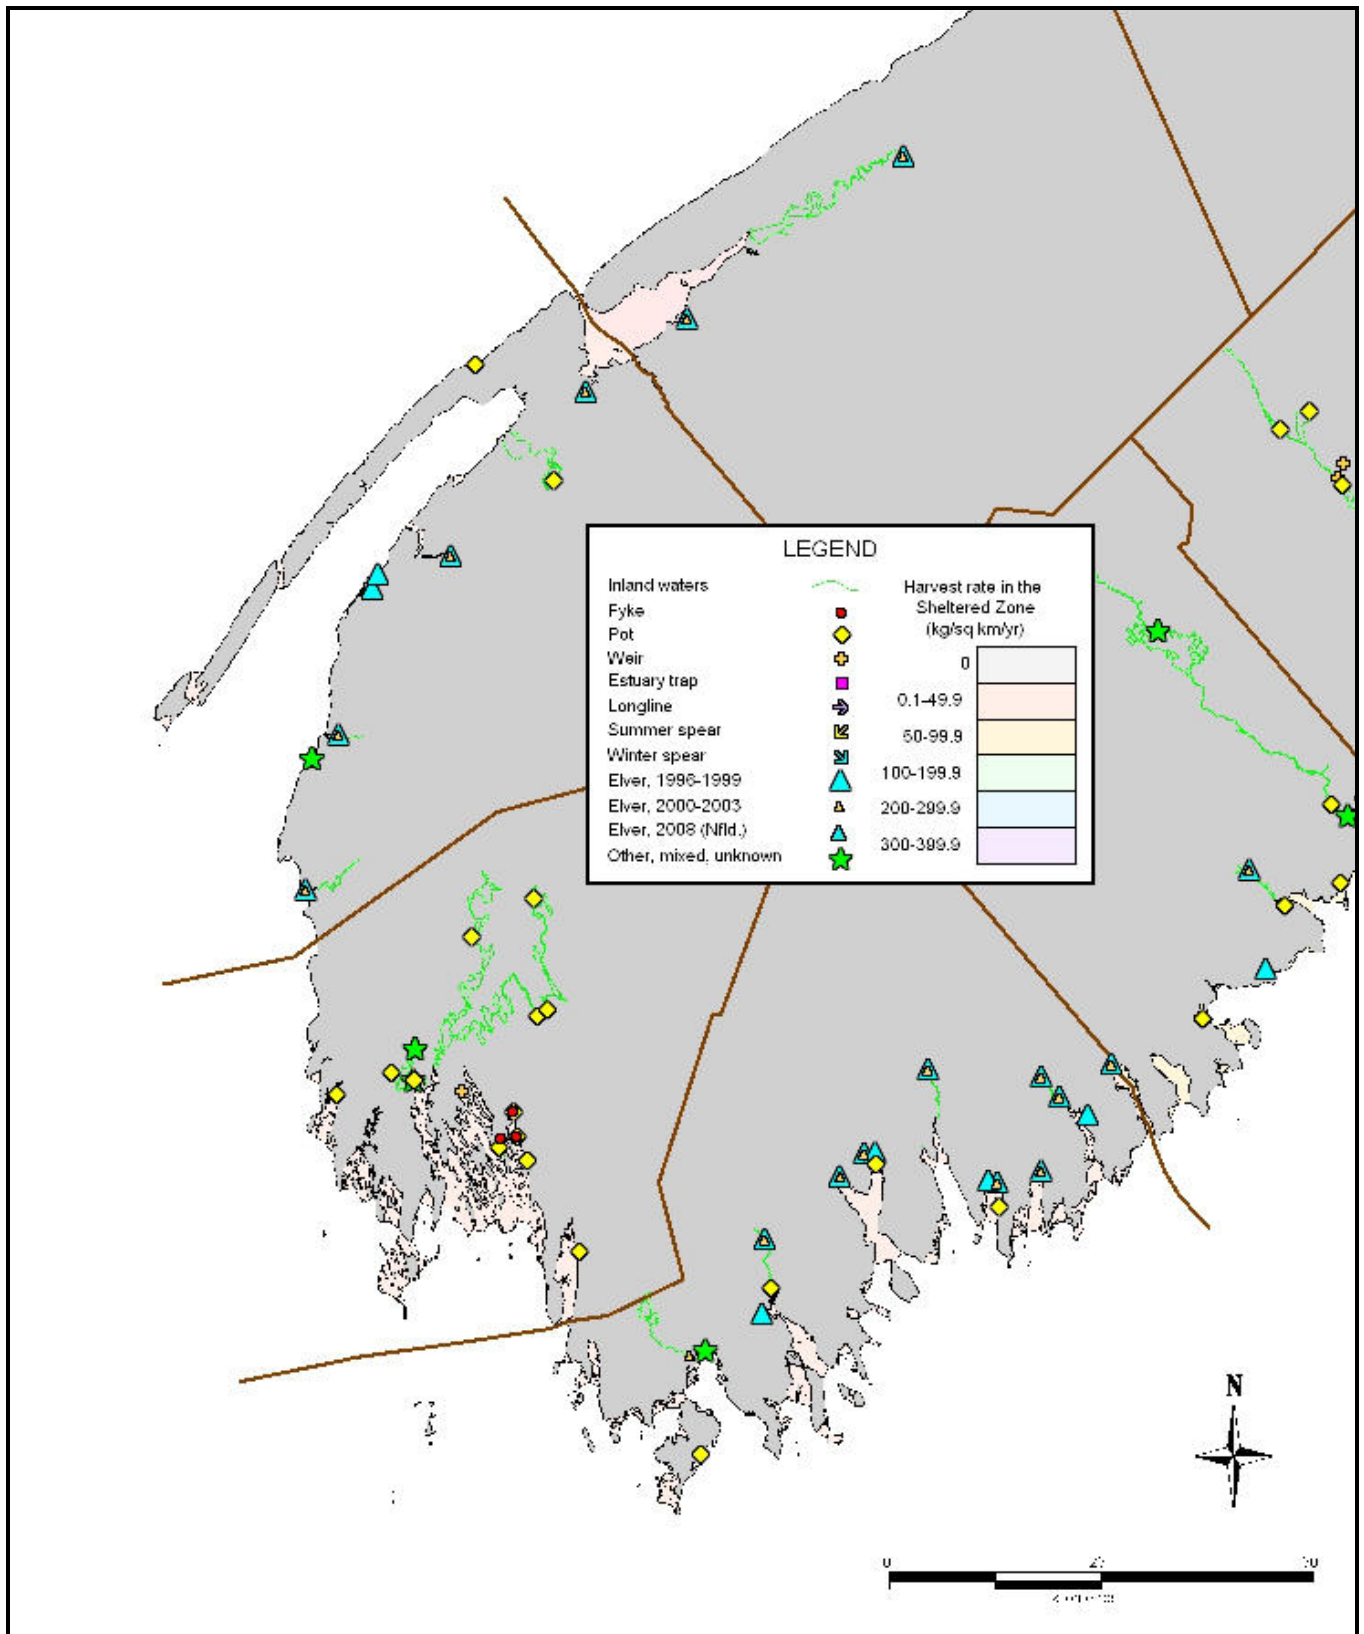 LEGEND
Inland waters
Fyke
Pot
Weir
Estuary trap
Longline
Summer spear
Winter spear
Elver, 1996-1999
Elver, 2000-2003
Elver, 2008 (Nfld.)
Other, mixed, unknown
Harvest rate in the
Sheltered Zone
(kg/sq km/yr)
0
0.1-49.9
50-99.9
100-199.9
200-299.9
300-399.9
N
0